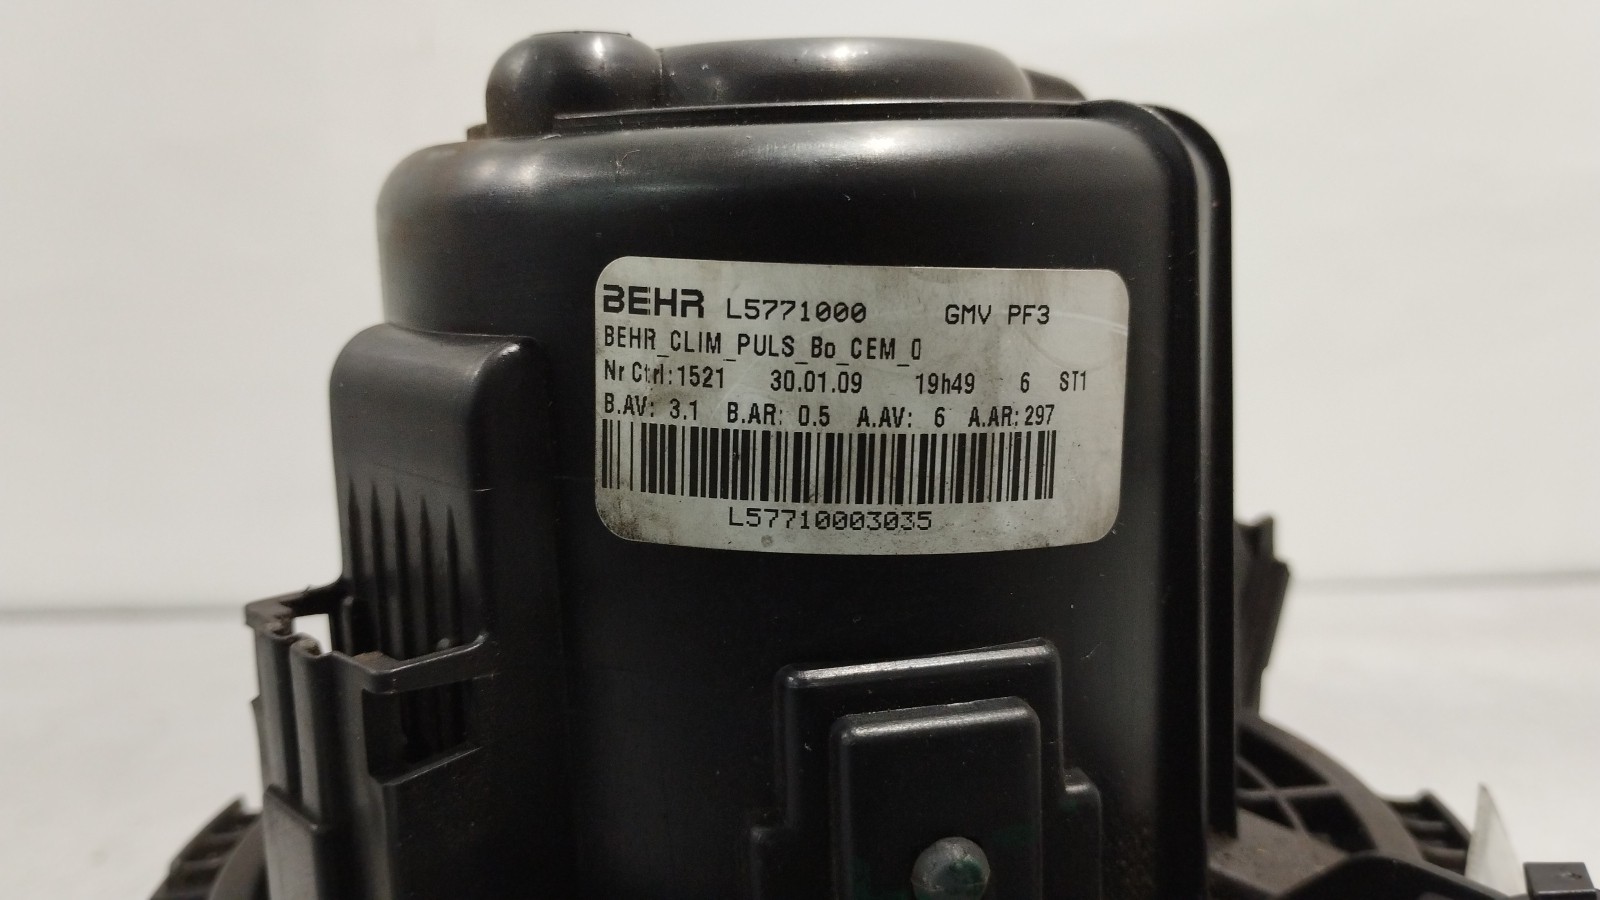 BEHR L5771000 GMV PF3
BEHR_CLIM_PULS_Bo_CEM_0
Nr Ctrl:1521 30.01.09 19h49 6 ST1
B.AV: 3.1 B.AR: 0.5 A.AV: 6 A.AR: 297
L57710003035